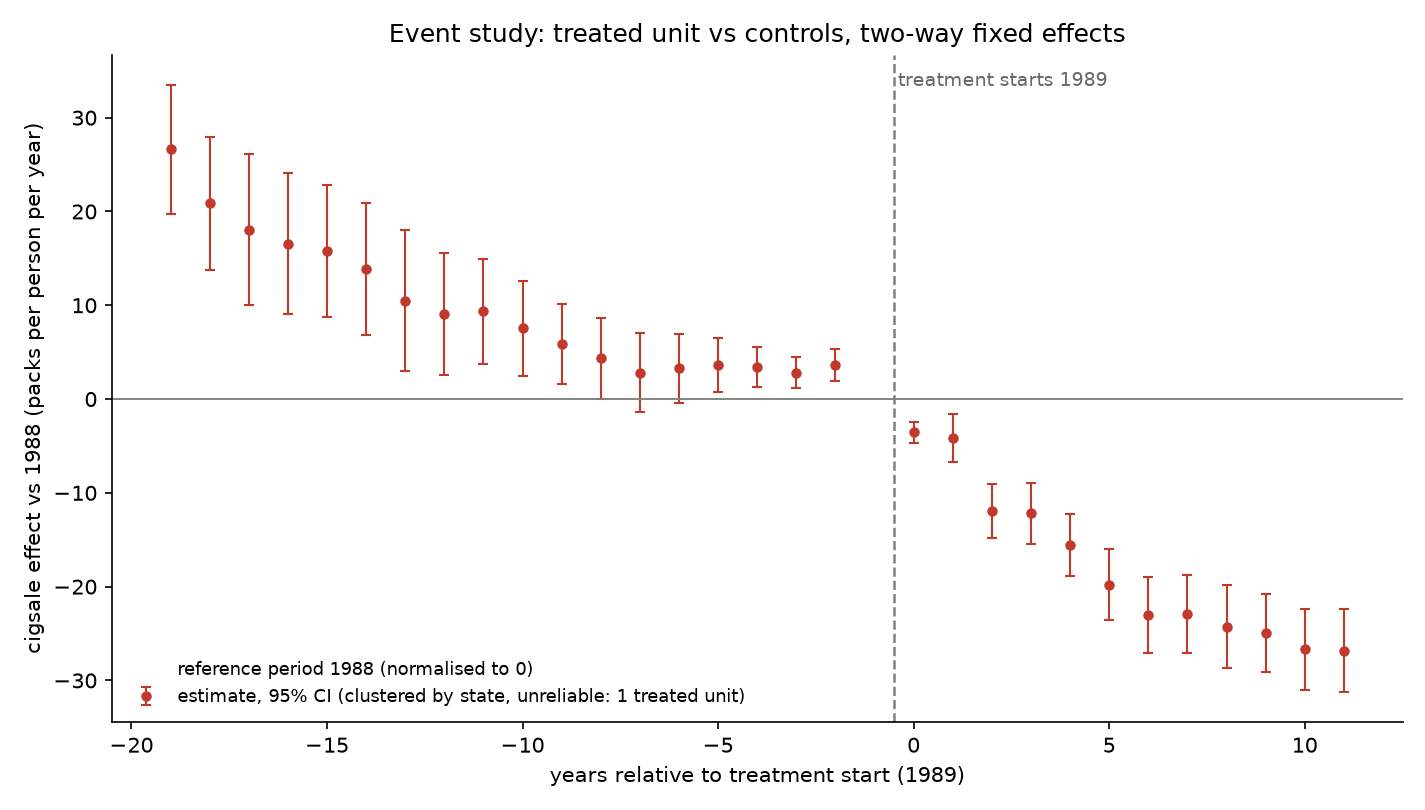 Event study: treated unit vs controls, two-way fixed effects
treatment starts 1989
cigsale effect vs 1988 (packs per person per year)
30
20
10
0
−10
−20
−30
reference period 1988 (normalised to 0)
estimate, 95% CI (clustered by state, unreliable: 1 treated unit)
−20
−15
−10
−5
0
5
10
years relative to treatment start (1989)